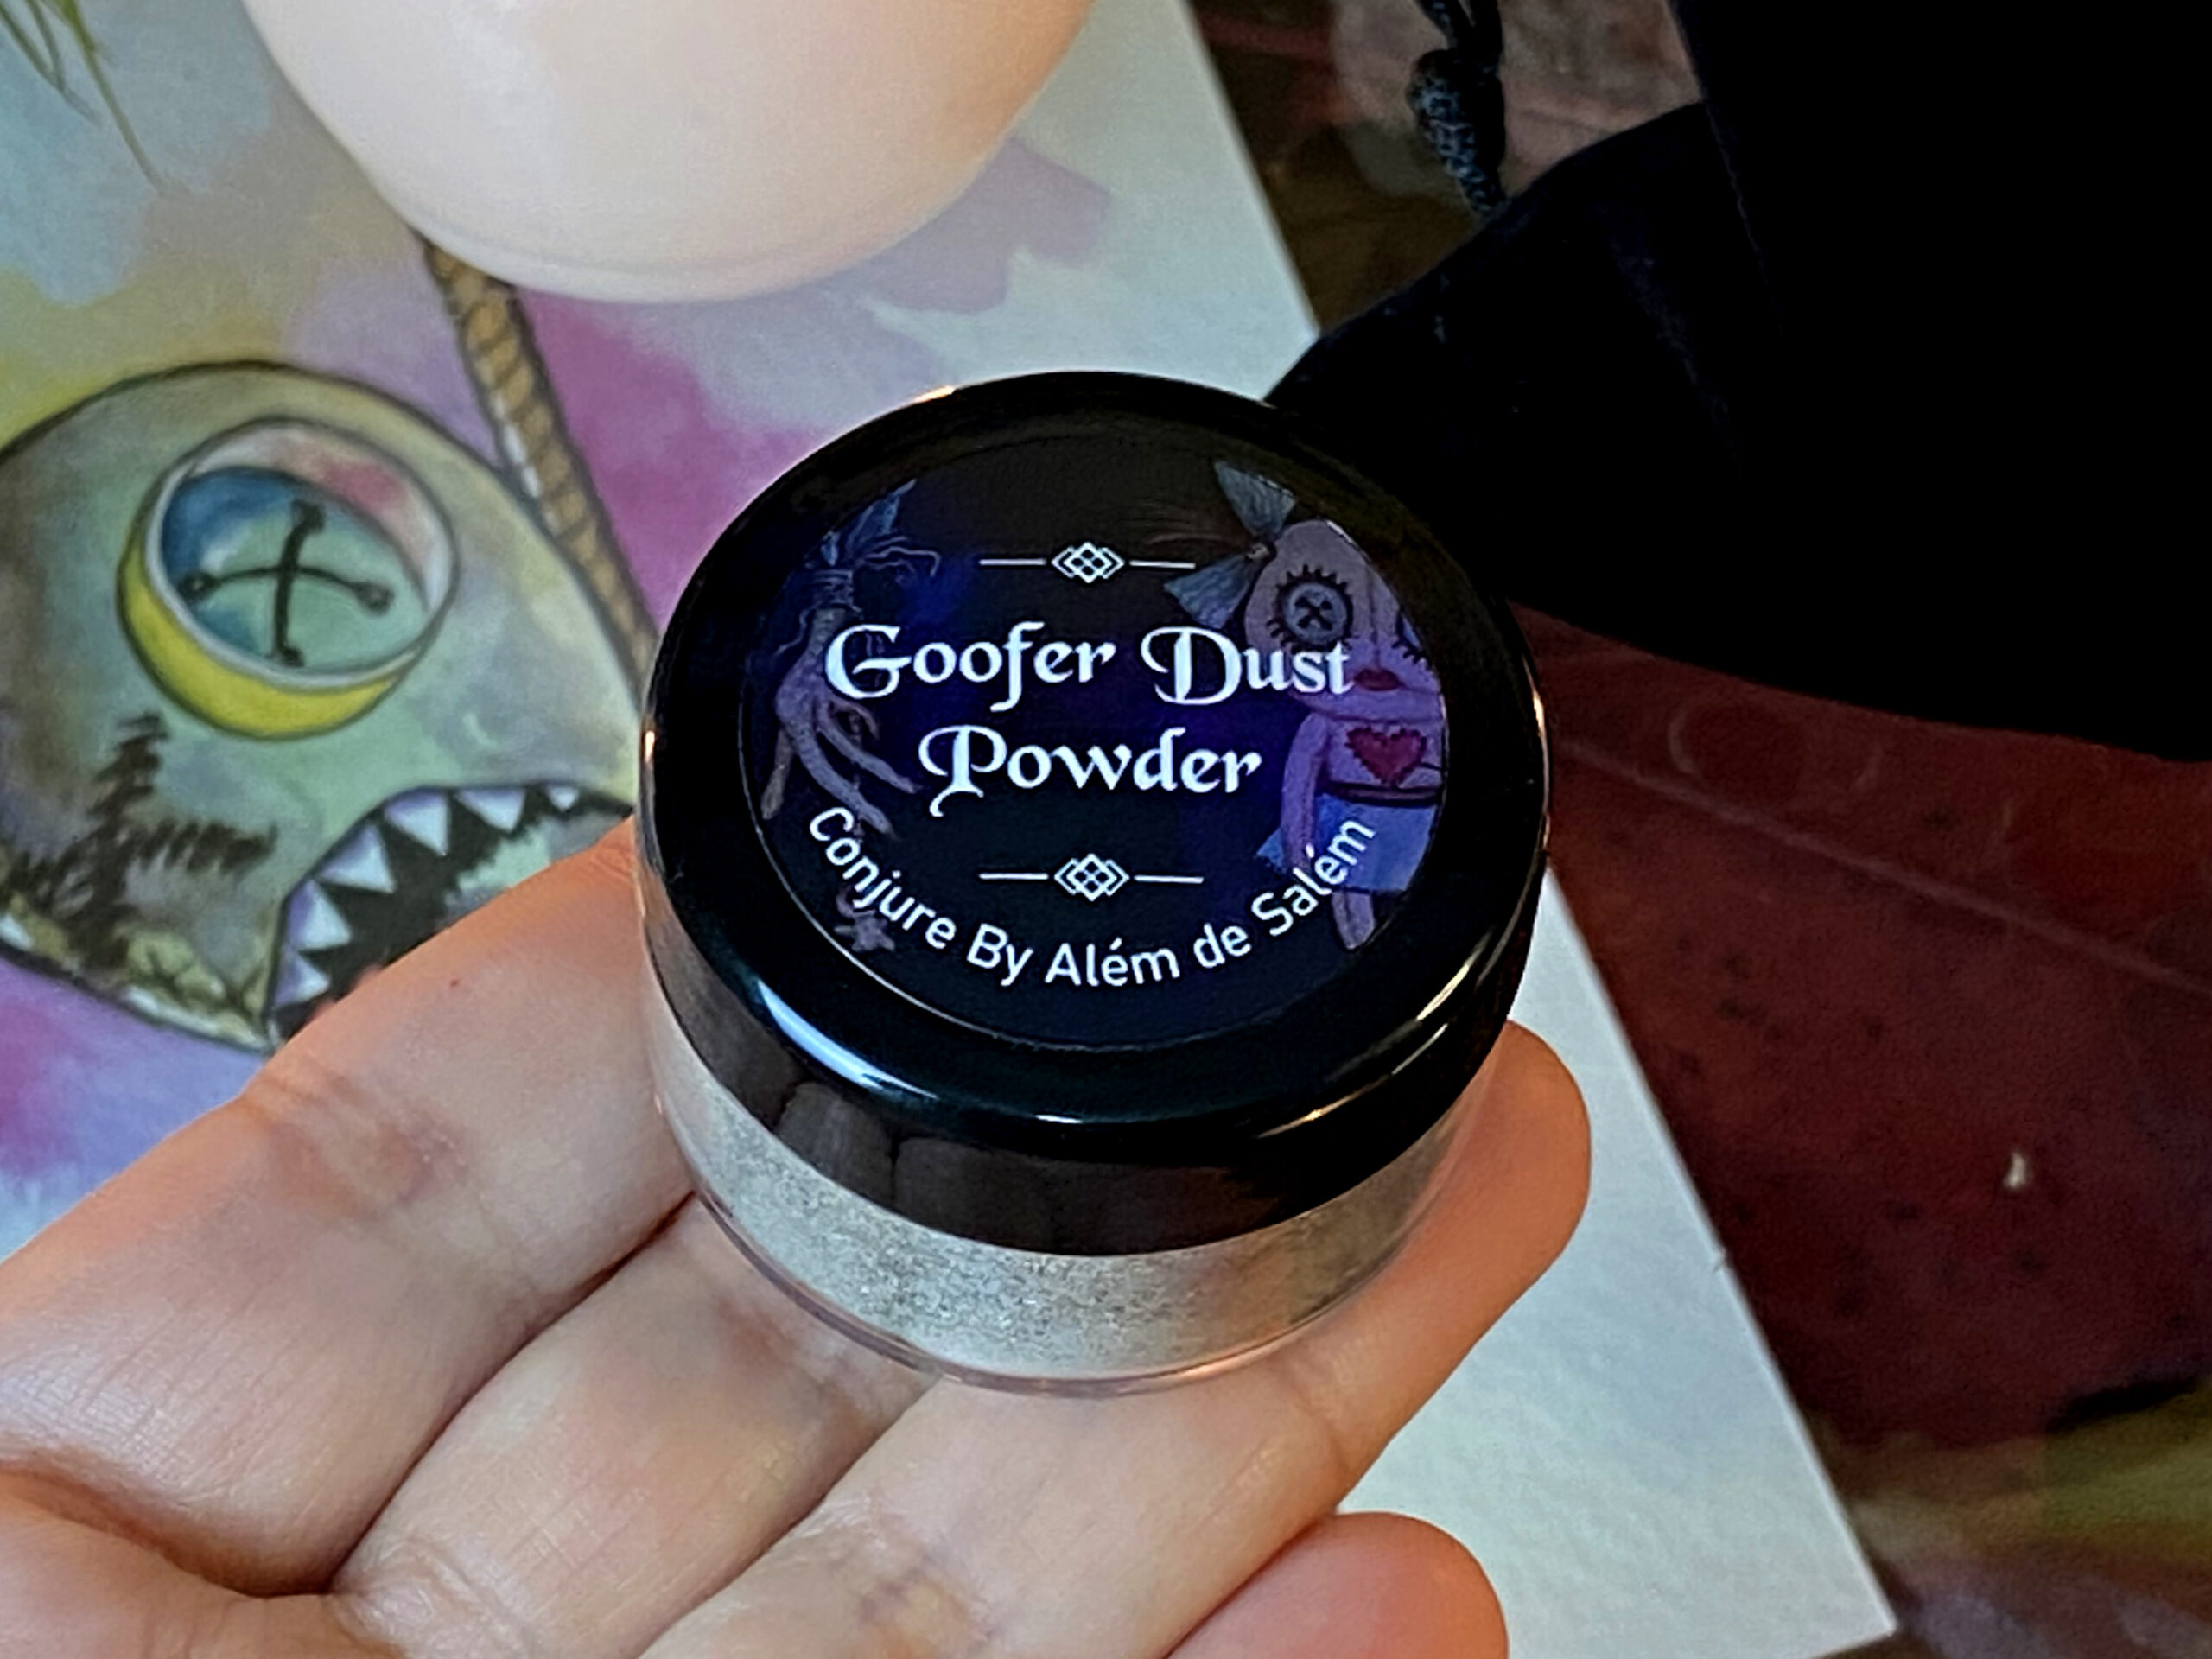 Goofer Dust
Powder
Conjure By Além de Salém